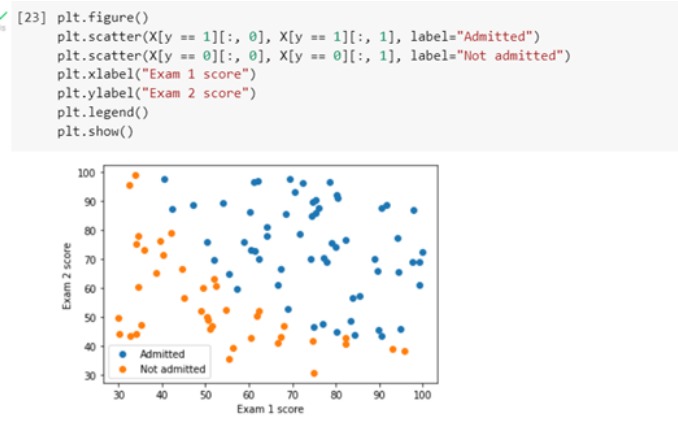 [23] plt.figure()
plt.scatter(X[y == 1][:, 0], X[y == 1][:, 1], label="Admitted")
plt.scatter(X[y == 0][:, 0], X[y == 0][:, 1], label="Not admitted")
plt.xlabel("Exam 1 score")
plt.ylabel("Exam 2 score")
plt.legend()
plt.show()
100
90
80
70
60
50
40
30
Exam 2 score
Admitted
Not admitted
30 40 50 60 70 80 90 100
Exam 1 score